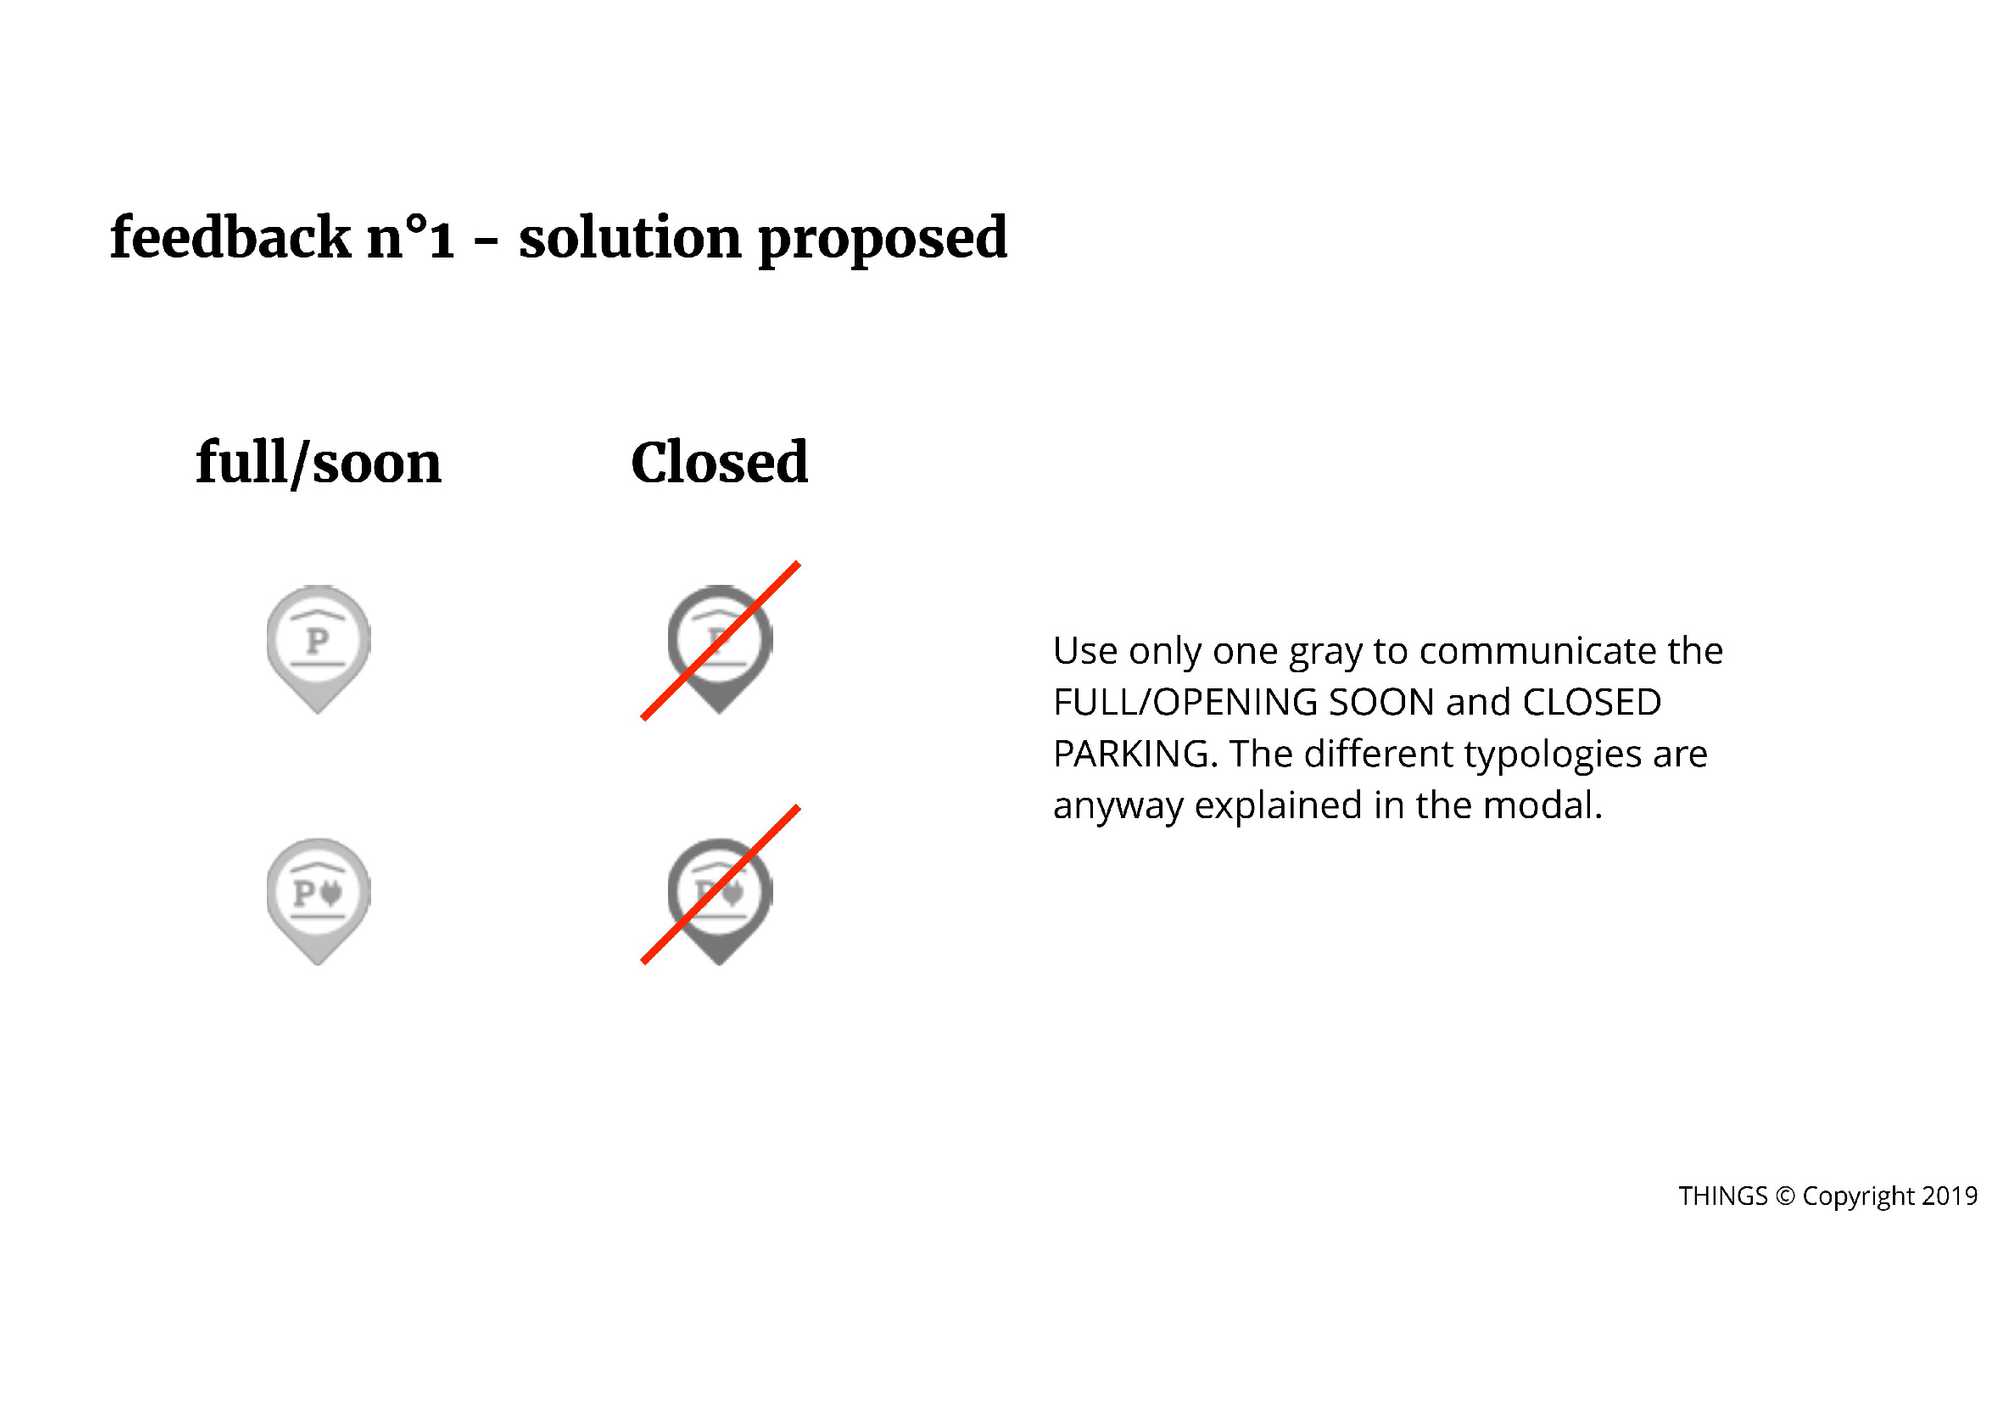 feedback n°1 - solution proposed
full/soon
Closed
P
P
P
P
Use only one gray to communicate the
FULL/OPENING SOON and CLOSED
PARKING. The different typologies are
anyway explained in the modal.
THINGS © Copyright 2019